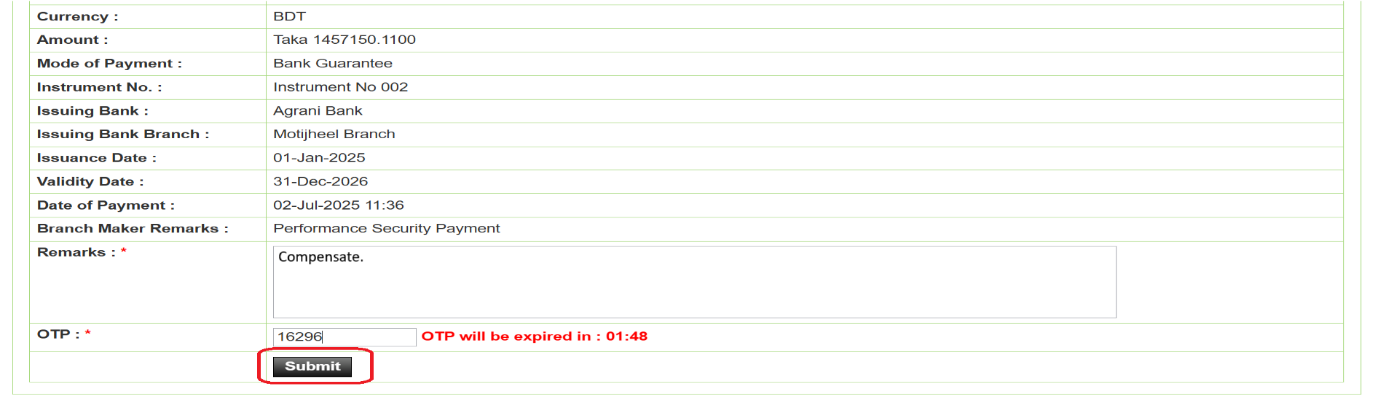 Currency : BDT
Amount : Taka 1457150.1100
Mode of Payment : Bank Guarantee
Instrument No. : Instrument No 002
Issuing Bank : Agrani Bank
Issuing Bank Branch : Motijheel Branch
Issuance Date : 01-Jan-2025
Validity Date : 31-Dec-2026
Date of Payment : 02-Jul-2025 11:36
Branch Maker Remarks : Performance Security Payment
Remarks : * Compensate.
OTP : * 16296 OTP will be expired in : 01:48
Submit